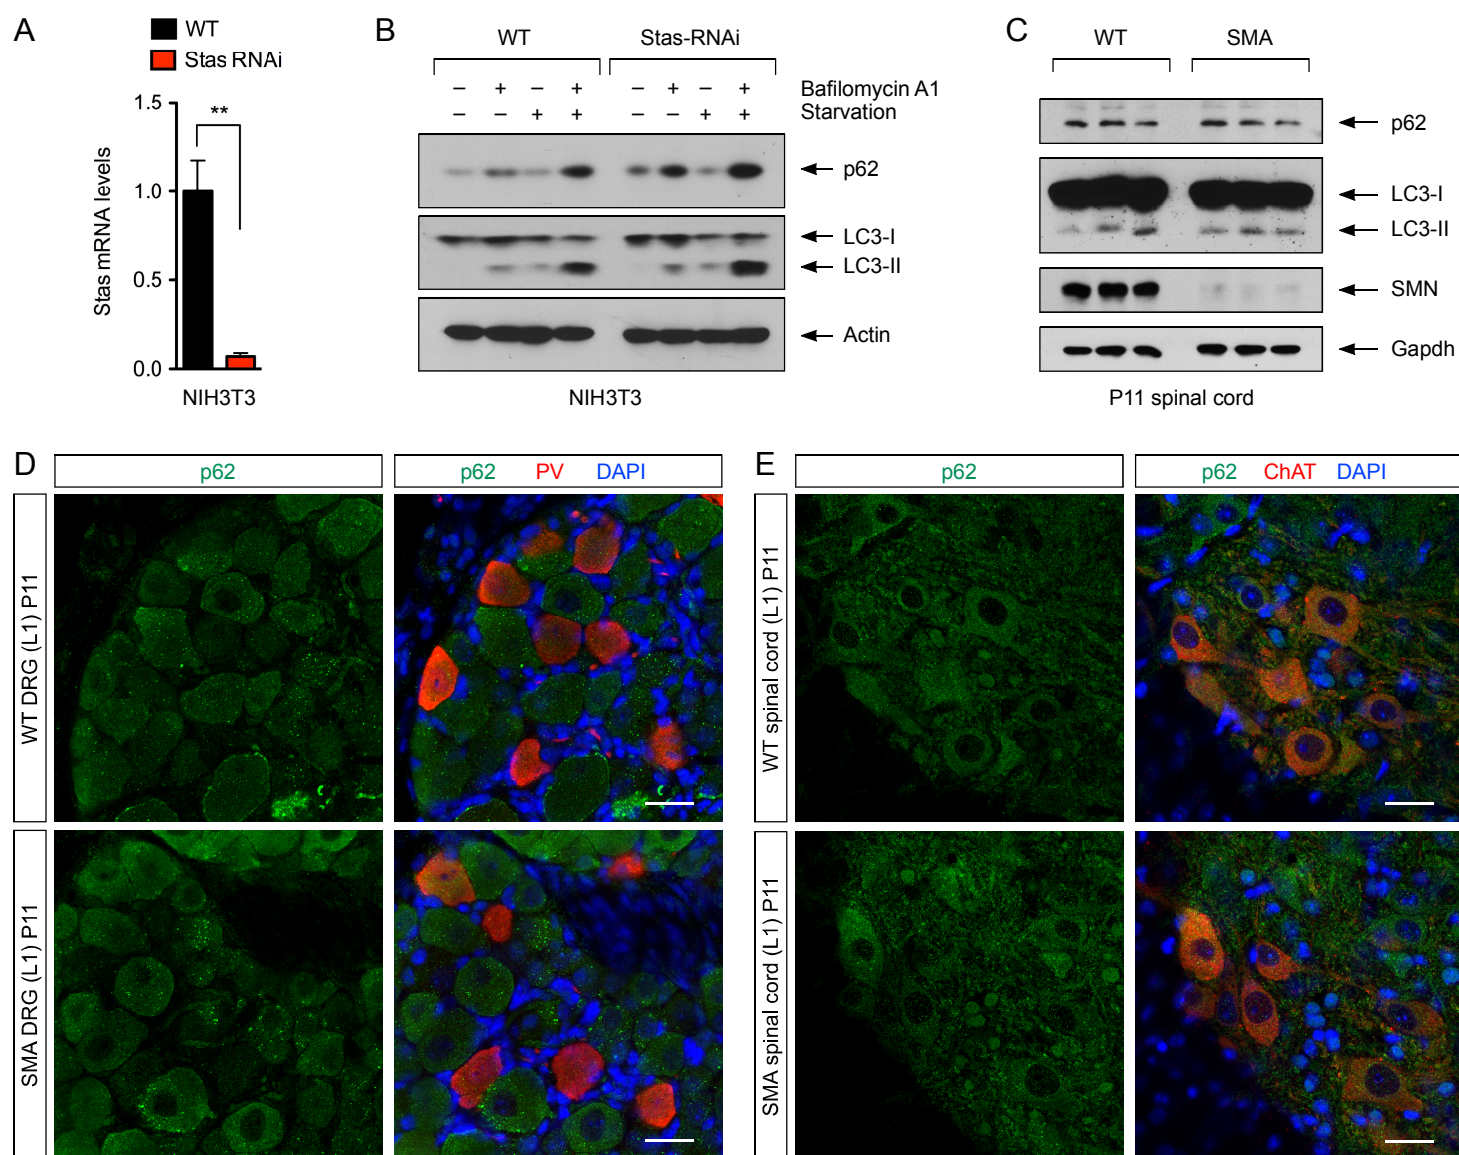 A
WT
Stas RNAi
**
1.5
1.0
0.5
0.0
Stas mRNA levels
NIH3T3
B
WT Stas-RNAi
– + – + – + – + Bafilomycin A1
– – + + – – + + Starvation
p62
LC3-I
LC3-II
Actin
NIH3T3
C
WT SMA
p62
LC3-I
LC3-II
SMN
Gapdh
P11 spinal cord
D
p62
p62 PV DAPI
WT DRG (L1) P11
SMA DRG (L1) P11
E
p62
p62 ChAT DAPI
WT spinal cord (L1) P11
SMA spinal cord (L1) P11